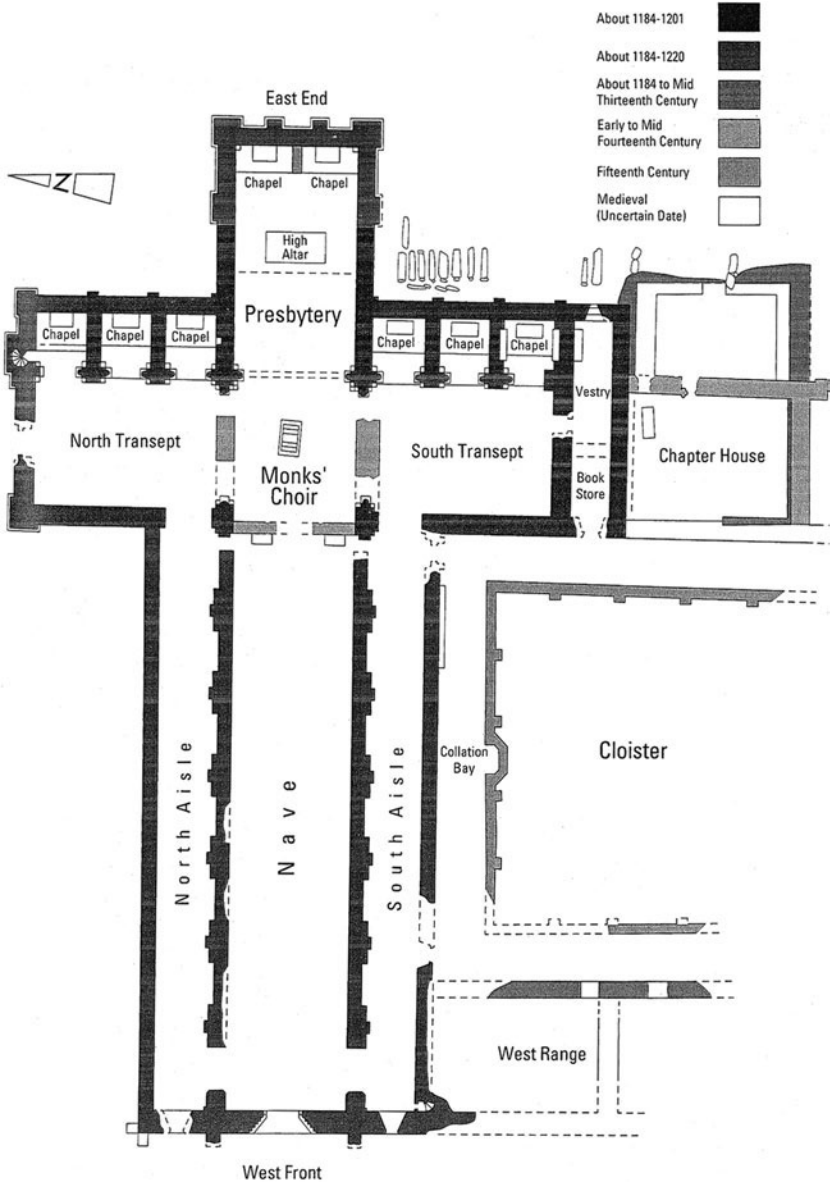 About 1184-1201
About 1184-1220
About 1184 to Mid
Thirteenth Century
Early to Mid
Fourteenth Century
Fifteenth Century
Medieval
(Uncertain Date)
East End
N
Chapel
Chapel
High
Altar
Presbytery
Chapel
Chapel
Chapel
Chapel
Chapel
Chapel
Vestry
North Transept
South Transept
Monks'
Choir
Book
Store
Chapter House
North Aisle
Nave
South Aisle
Collation
Bay
Cloister
West Range
West Front